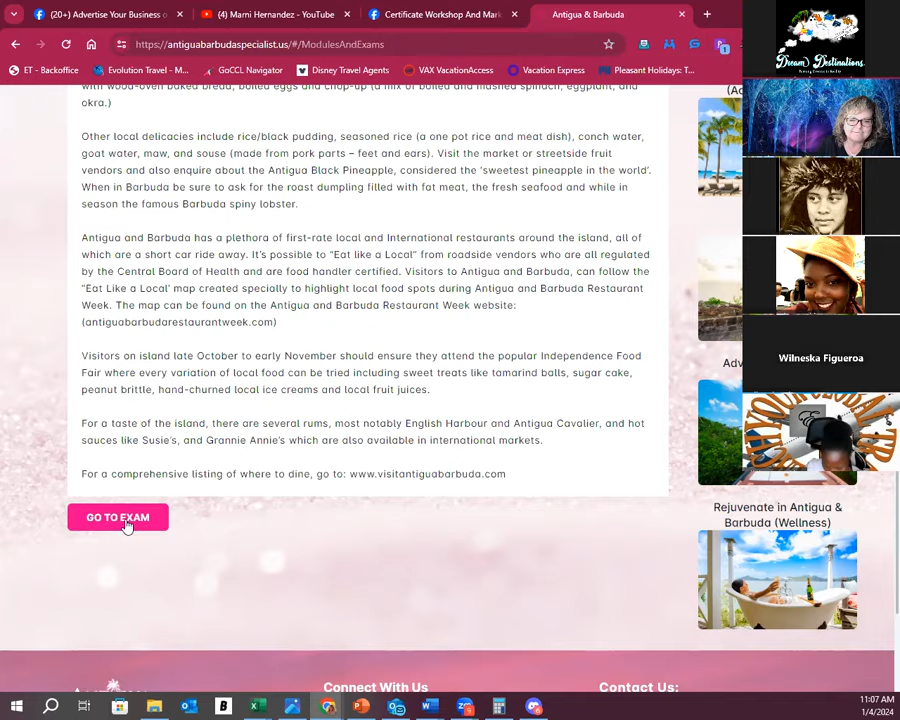 (20+) Advertise Your Business o
(4) Marni Hernandez - YouTube
Certificate Workshop And Mark
Antigua & Barbuda
https://antiguabarbudaspecialist.us/#/ModulesAndExams
ET - Backoffice
Evolution Travel - M...
GoCCL Navigator
Disney Travel Agents
VAX VacationAccess
Vacation Express
Pleasant Holidays: T...
Dream Destinations
with wood-oven baked bread, boiled eggs and chop-up (a mix of boiled and mashed spinach, eggplant, and
okra.)
Other local delicacies include rice/black pudding, seasoned rice (a one pot rice and meat dish), conch water,
goat water, maw, and souse (made from pork parts – feet and ears). Visit the market or streetside fruit
vendors and also enquire about the Antigua Black Pineapple, considered the 'sweetest pineapple in the world'.
When in Barbuda be sure to ask for the roast dumpling filled with fat meat, the fresh seafood and while in
season the famous Barbuda spiny lobster.
Antigua and Barbuda has a plethora of first-rate local and International restaurants around the island, all of
which are a short car ride away. It's possible to "Eat like a Local" from roadside vendors who are all regulated
by the Central Board of Health and are food handler certified. Visitors to Antigua and Barbuda, can follow the
"Eat Like a Local' map created specially to highlight local food spots during Antigua and Barbuda Restaurant
Week. The map can be found on the Antigua and Barbuda Restaurant Week website:
(antiguabarbudarestaurantweek.com)
Visitors on island late October to early November should ensure they attend the popular Independence Food
Fair where every variation of local food can be tried including sweet treats like tamarind balls, sugar cake,
peanut brittle, hand-churned local ice creams and local fruit juices.
For a taste of the island, there are several rums, most notably English Harbour and Antigua Cavalier, and hot
sauces like Susie's, and Grannie Annie's which are also available in international markets.
For a comprehensive listing of where to dine, go to: www.visitantiguabarbuda.com
GO TO EXAM
(Ac
Adv
Wilneska Figueroa
Rejuvenate in Antigua &
Barbuda (Wellness)
Connect With Us
Contact Us:
11:07 AM
1/4/2024